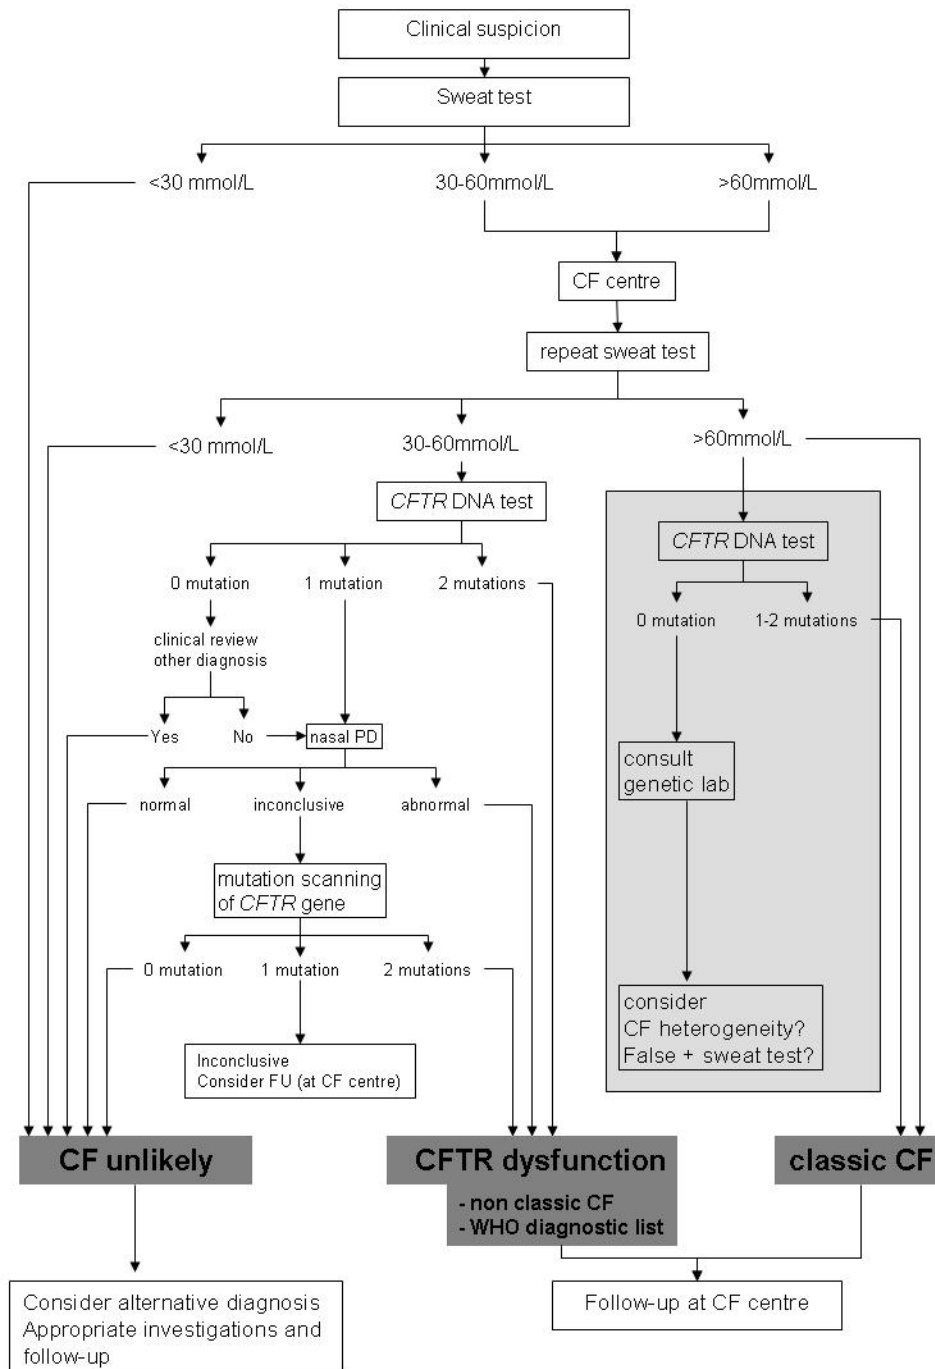 Clinical suspicion
Sweat test
<30 mmol/L
30-60mmol/L
>60mmol/L
CF centre
repeat sweat test
<30 mmol/L
30-60mmol/L
>60mmol/L
CFTR DNA test
CFTR DNA test
0 mutation
1 mutation
2 mutations
0 mutation
1-2 mutations
clinical review
other diagnosis
Yes
No
nasal PD
consult
genetic lab
normal
inconclusive
abnormal
mutation scanning
of CFTR gene
0 mutation
1 mutation
2 mutations
consider
CF heterogeneity?
False + sweat test?
Inconclusive
Consider FU (at CF centre)
CF unlikely
CFTR dysfunction
- non classic CF
- WHO diagnostic list
classic CF
Consider alternative diagnosis
Appropriate investigations and
follow-up
Follow-up at CF centre